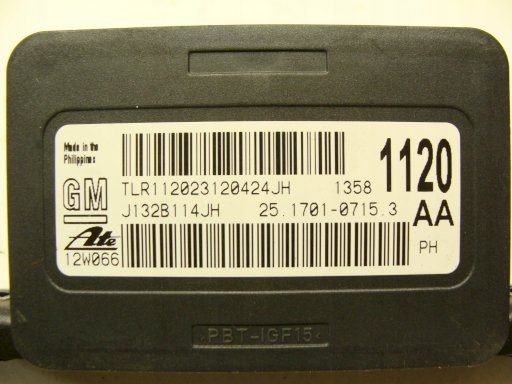 Made in the
Philippines
GM
TLR112023120424JH 1358
1120
J132B114JH 25.1701-0715.3
AA
Ate
12W066
PH
>PBT-IGF15<